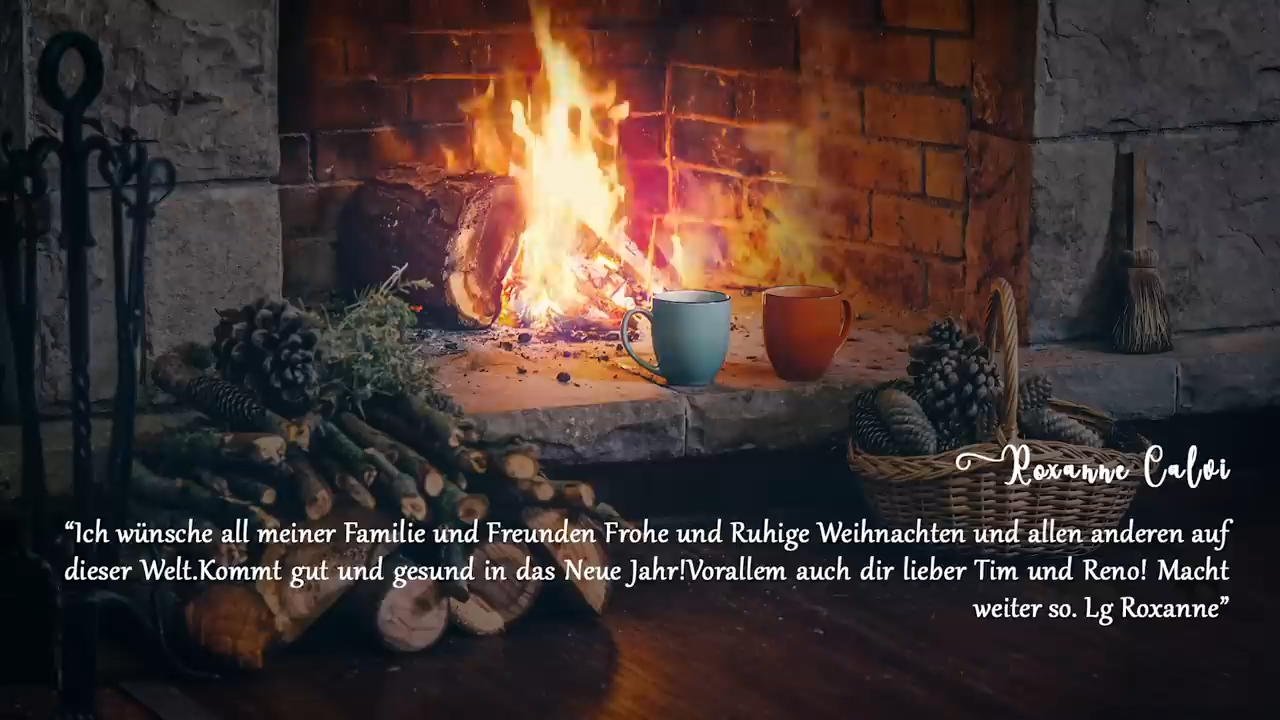 Roxanne Calvi
“Ich wünsche all meiner Familie und Freunden Frohe und Ruhige Weihnachten und allen anderen auf
dieser Welt.Kommt gut und gesund in das Neue Jahr!Vorallem auch dir lieber Tim und Reno! Macht
weiter so. Lg Roxanne”